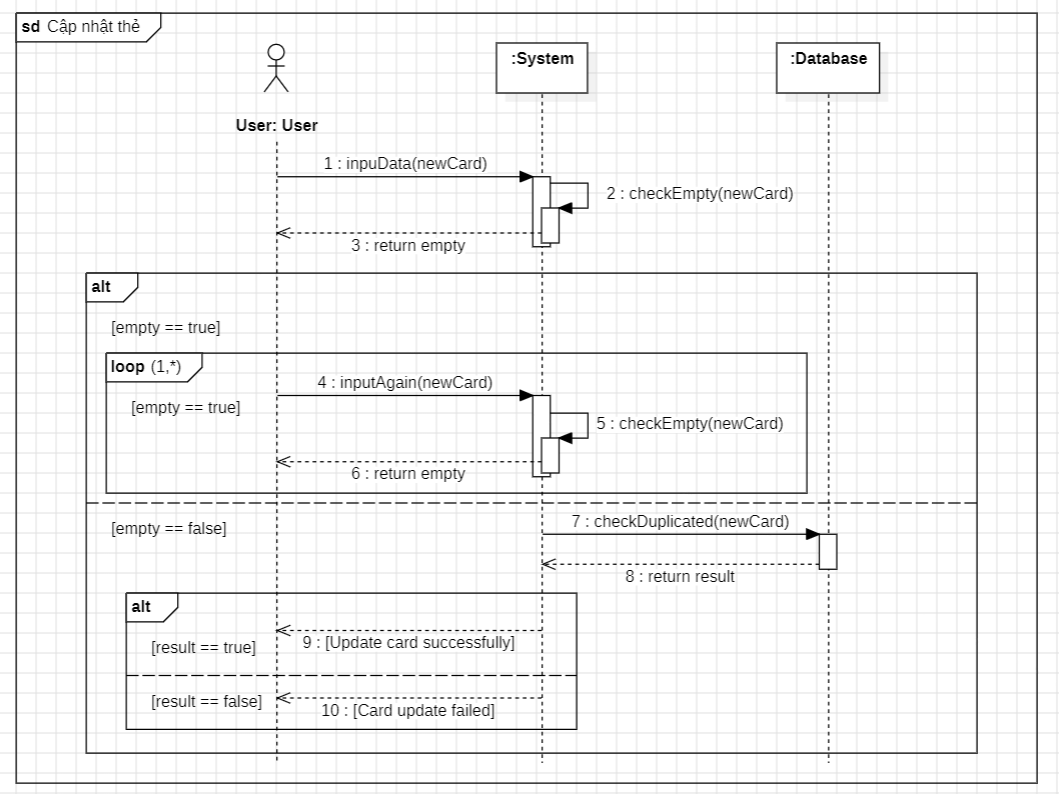 sd Cập nhật thẻ
:System
:Database
User: User
1 : inpuData(newCard)
2 : checkEmpty(newCard)
3 : return empty
alt
[empty == true]
loop (1,*)
4 : inputAgain(newCard)
[empty == true]
5 : checkEmpty(newCard)
6 : return empty
[empty == false]
7 : checkDuplicated(newCard)
8 : return result
alt
9 : [Update card successfully]
[result == true]
[result == false]
10 : [Card update failed]